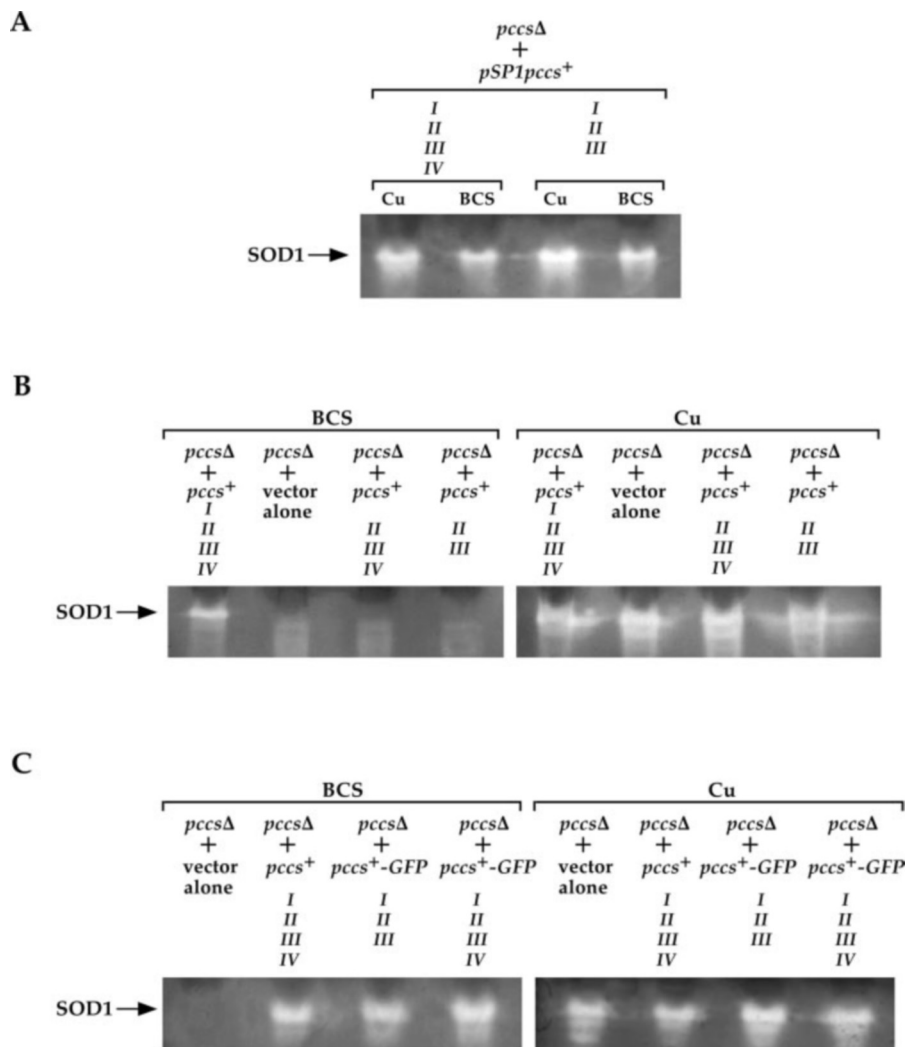 A
pccsΔ
+
pSP1pccs⁺
I I
II II
III III
IV
Cu BCS Cu BCS
SOD1
B
BCS Cu
pccsΔ pccsΔ pccsΔ pccsΔ pccsΔ pccsΔ pccsΔ pccsΔ
+ + + + + + + +
pccs⁺ vector pccs⁺ pccs⁺ pccs⁺ vector pccs⁺ pccs⁺
I alone I alone
II II II II II II
III III III III III III
IV IV IV IV
SOD1
C
BCS Cu
pccsΔ pccsΔ pccsΔ pccsΔ pccsΔ pccsΔ pccsΔ pccsΔ
+ + + + + + + +
vector pccs⁺ pccs⁺-GFP pccs⁺-GFP vector pccs⁺ pccs⁺-GFP pccs⁺-GFP
alone alone
I I I I I I
II II II II II II
III III III III III III
IV IV IV IV
SOD1